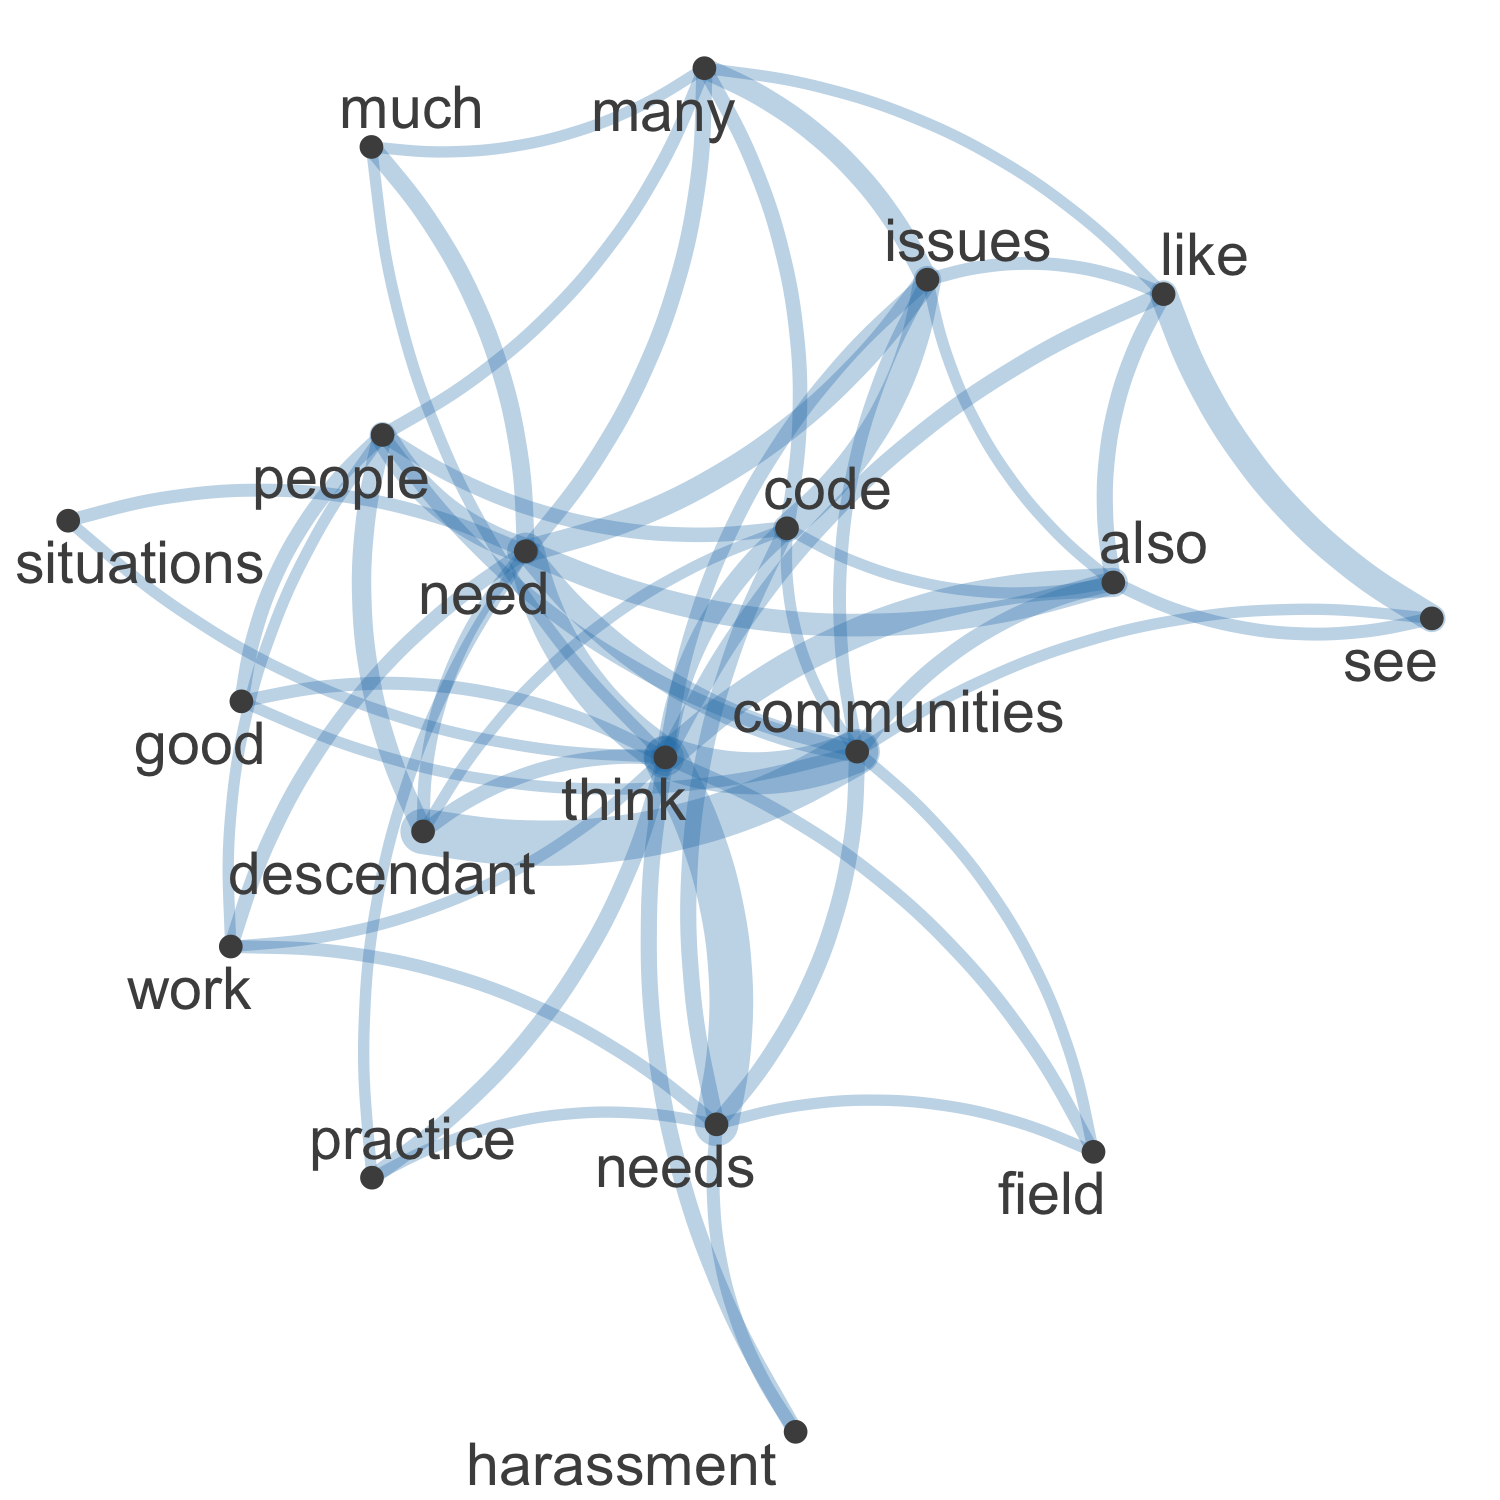 much
many
issues
like
people
code
situations
need
also
see
good
communities
think
descendant
work
practice
needs
field
harassment